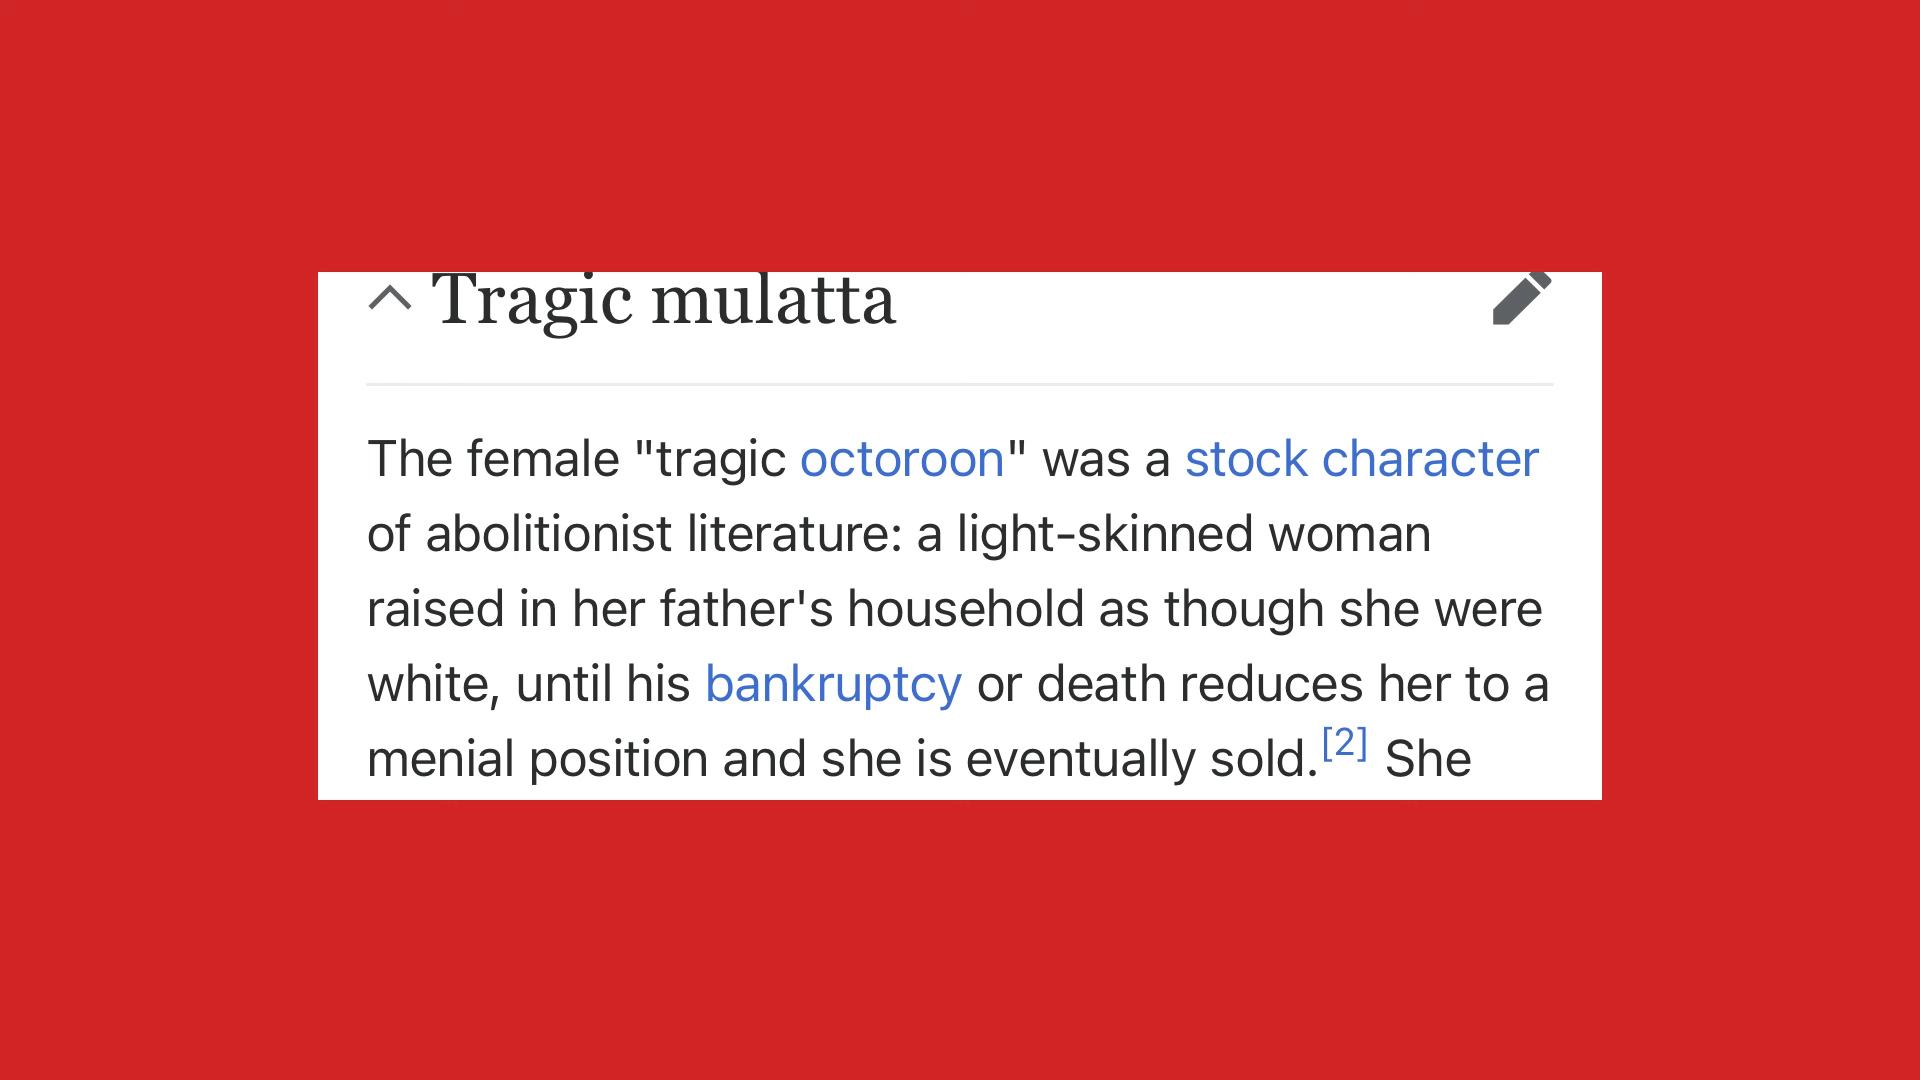 Tragic mulatta
The female "tragic octoroon" was a stock character
of abolitionist literature: a light-skinned woman
raised in her father's household as though she were
white, until his bankruptcy or death reduces her to a
menial position and she is eventually sold.[2] She